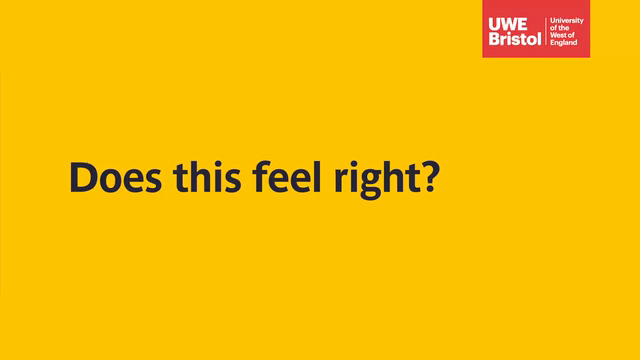 UWE
Bristol
University
of the
West of
England
Does this feel right?